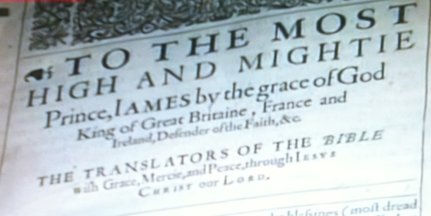 TO THE MOST
HIGH AND MIGHTIE
Prince, IAMES by the grace of God
King of Great Britaine, France and
Ireland, Defender of the Faith, &c.
THE TRANSLATORS OF THE BIBLE
with Grace, Mercie, and Peace, through IESVS
CHRIST our LORD.
(most dread